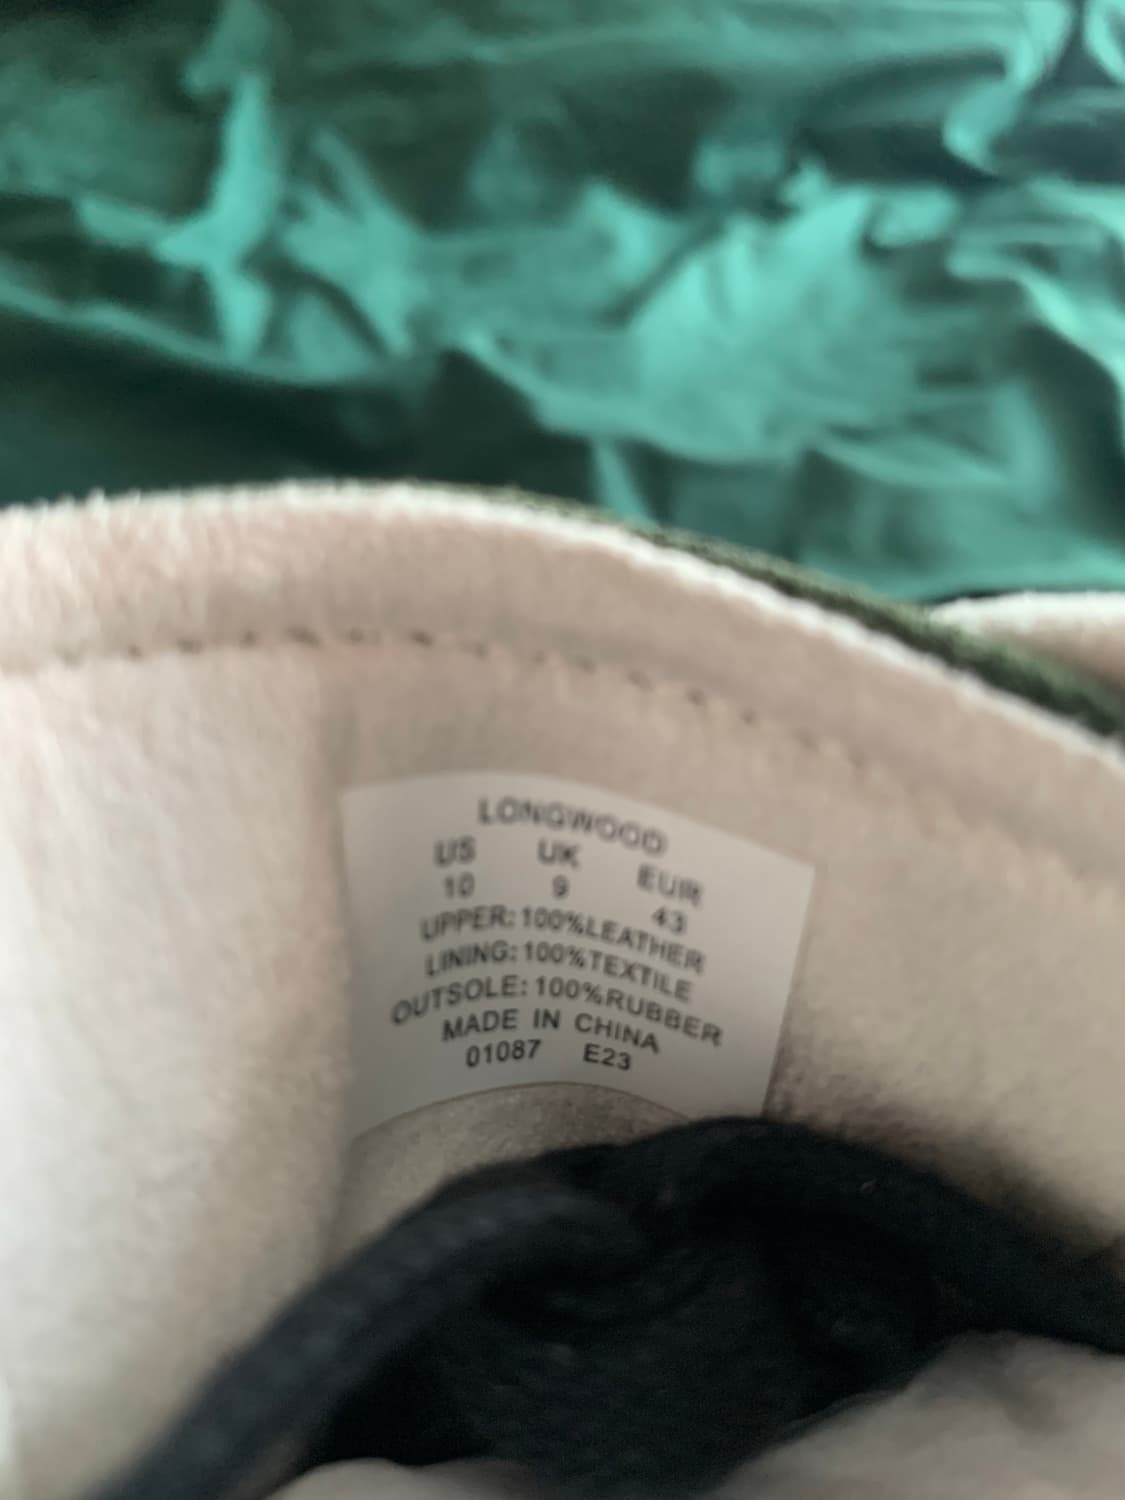 LONGWOOD
US UK EUR
10 9 43
UPPER: 100%LEATHER
LINING: 100%TEXTILE
OUTSOLE: 100%RUBBER
MADE IN CHINA
01087 E23